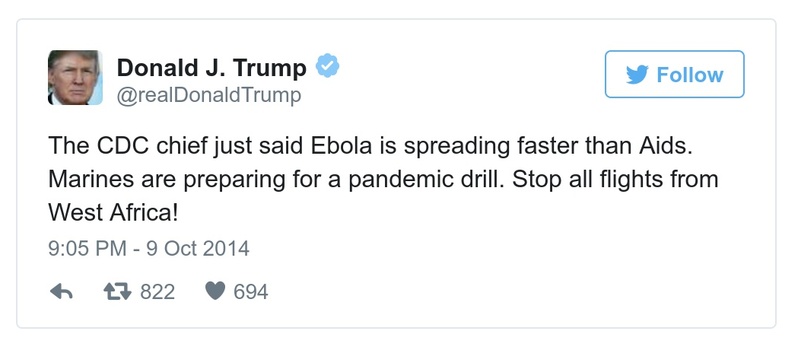 Donald J. Trump
@realDonaldTrump
Follow
The CDC chief just said Ebola is spreading faster than Aids.
Marines are preparing for a pandemic drill. Stop all flights from
West Africa!
9:05 PM - 9 Oct 2014
822 694